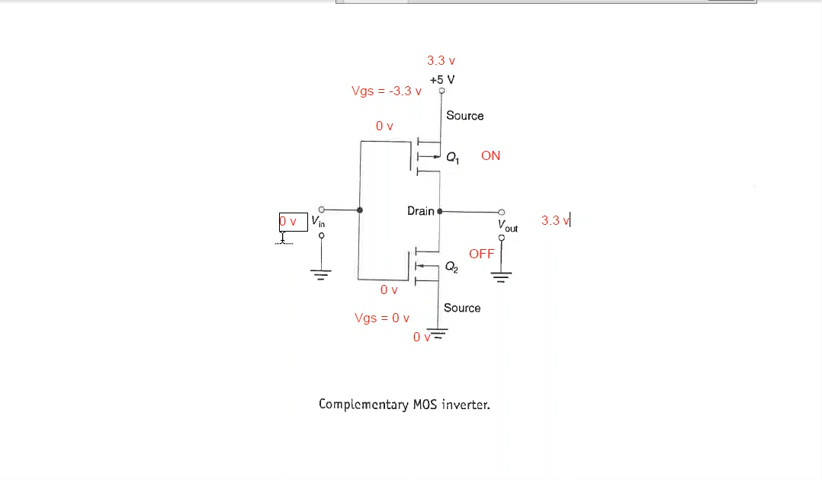 3.3 v
+5 V
Vgs = -3.3 v
Source
0 v
Q1
ON
Drain
0 v
Vin
Vout
3.3 v
OFF
Q2
0 v
Source
Vgs = 0 v
0 v
Complementary MOS inverter.